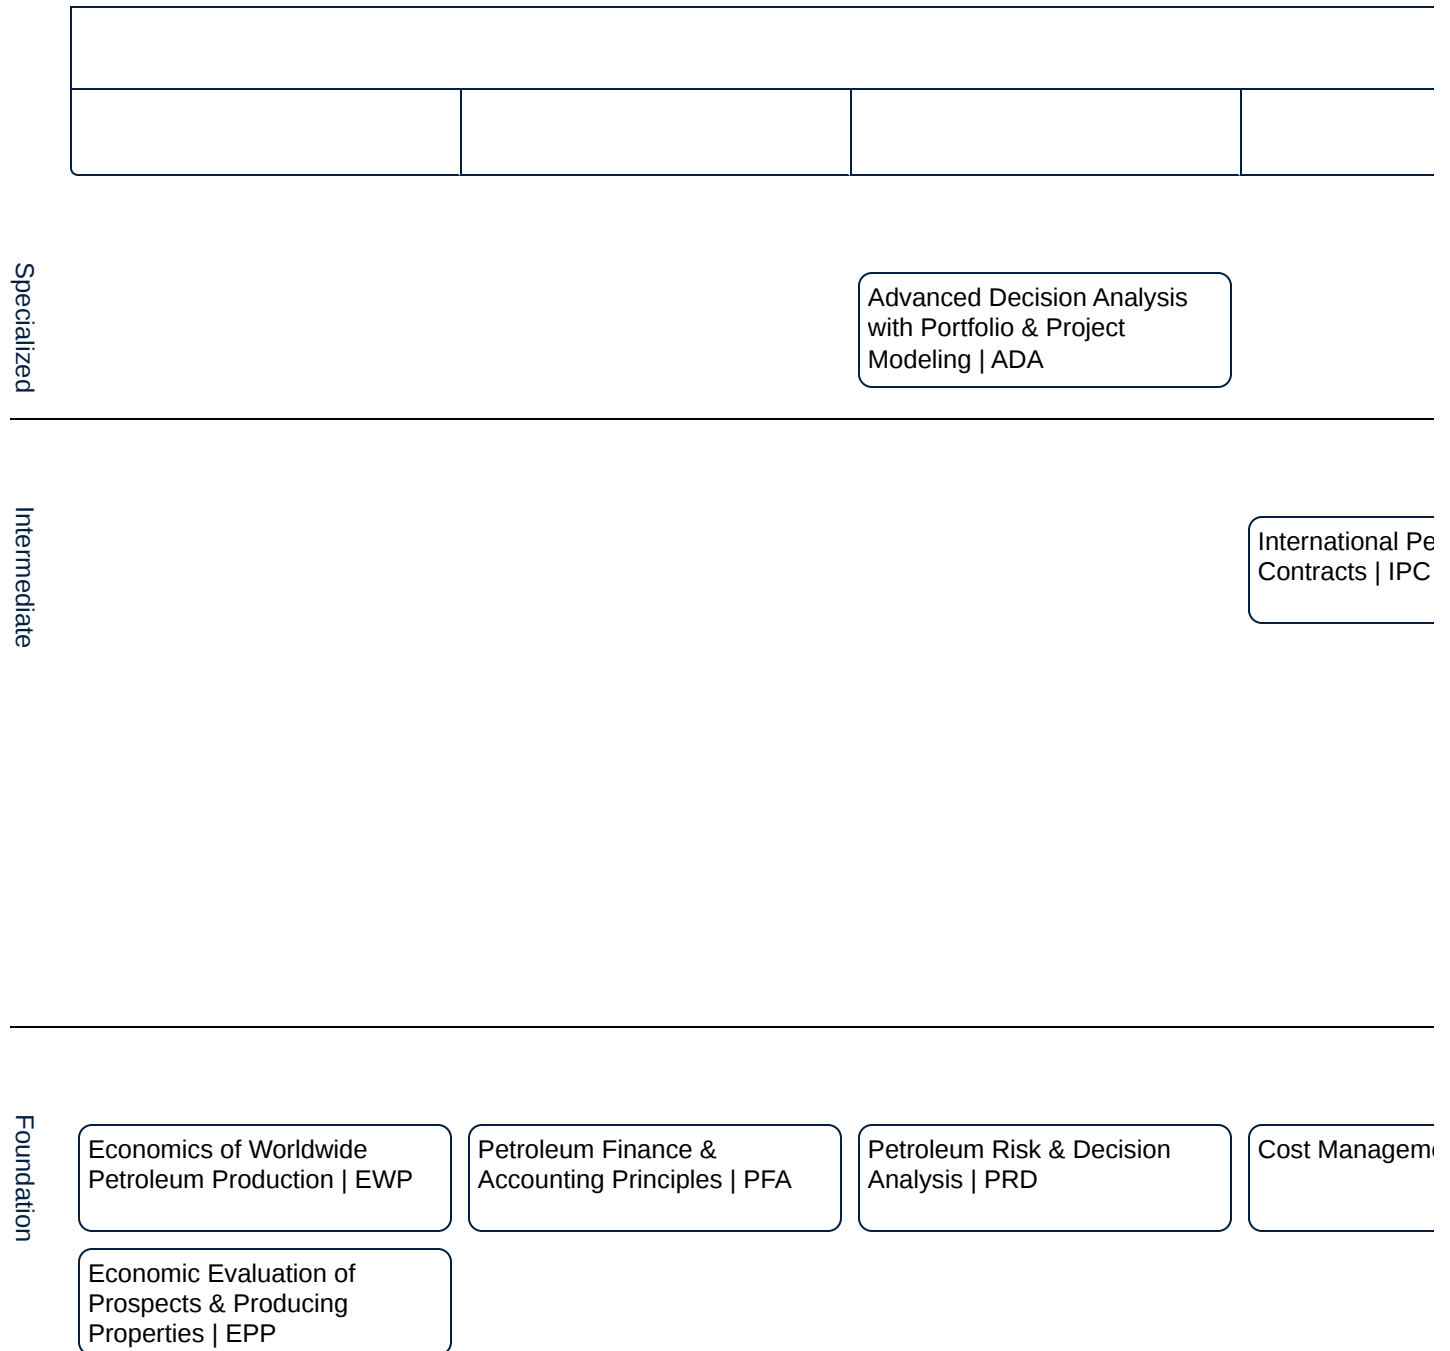 Specialized
Advanced Decision Analysis
with Portfolio & Project
Modeling | ADA
Intermediate
International
Contracts | IPC
Foundation
Economics of Worldwide
Petroleum Production | EWP
Petroleum Finance &
Accounting Principles | PFA
Petroleum Risk & Decision
Analysis | PRD
Cost
Economic Evaluation of
Prospects & Producing
Properties | EPP